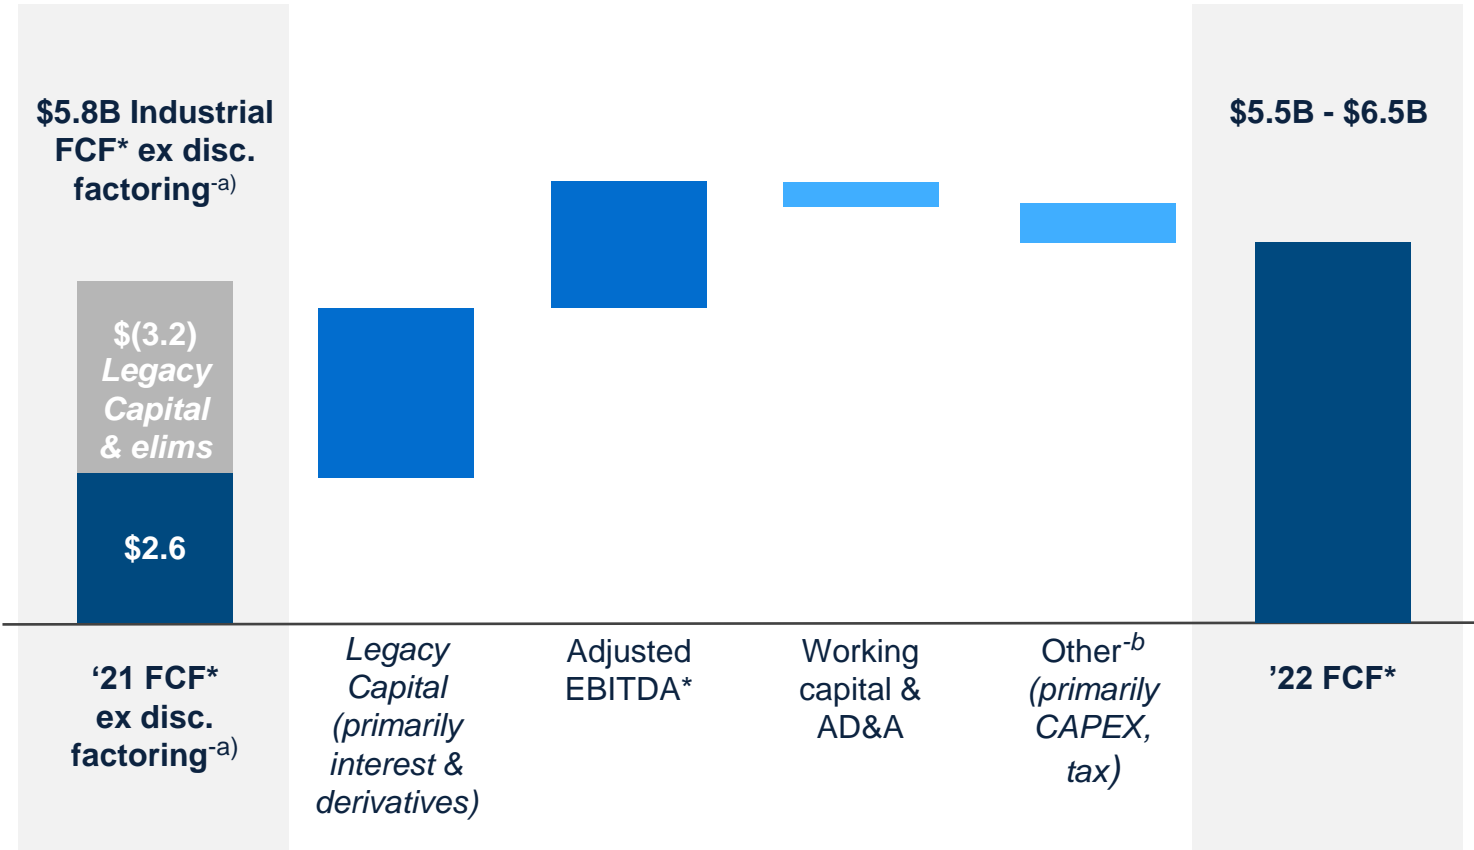 $5.8B Industrial
FCF* ex disc.
factoring-a)
$5.5B - $6.5B
$(3.2)
Legacy
Capital
& elims
$2.6
‘21 FCF*
ex disc.
factoring-a)
Legacy
Capital
(primarily
interest &
derivatives)
Adjusted
EBITDA*
Working
capital &
AD&A
Other-b
(primarily
CAPEX,
tax)
’22 FCF*